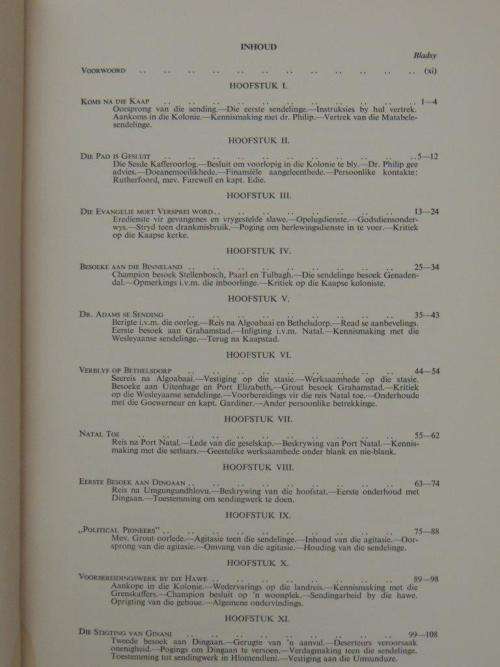 INHOUD
Bladsy
Voorwoord .. .. .. .. .. .. .. .. .. .. .. .. (xi)
HOOFSTUK I.
Koms na die Kaap .. .. .. .. .. .. .. .. .. .. .. 1—4
Oorsprong van die sending.—Die eerste sendelinge.—Instruksies by hul vertrek.
Aankoms in die Kolonie.—Kennismaking met dr. Philip.—Vertrek van die Matabele-
sendelinge.
HOOFSTUK II.
Die Pad is Gesluit .. .. .. .. .. .. .. .. .. .. ..5—12
Die Sesde Kafferoorlog.—Besluit om voorlopig in die Kolonie te bly.—Dr. Philip gee
advies.—Doeanemoeilikhede.—Finansiële aangeleenthede.—Persoonlike kontakte:
Rutherfoord, mev. Farewell en kapt. Edie.
HOOFSTUK III.
Die Evangelie moet Versprei word.. .. .. .. .. .. .. .. .. 13—24
Eredienste vir gevangenes en vrygestelde slawe.—Opelugdienste.—Godsdiensonder-
wys.—Stryd teen drankmisbruik.—Poging om herlewingsdienste in te voer.—Kritiek
op die Kaapse kerke.
HOOFSTUK IV.
Besoeke aan die Binneland .. .. .. .. .. .. .. .. .. .. 25—34
Champion besoek Stellenbosch, Paarl en Tulbagh.—Die sendelinge besoek Genaden-
dal.—Opmerkings i.v.m. die inboorlinge.—Kritiek op die Kaapse koloniste.
HOOFSTUK V.
Dr. Adams se Sending .. .. .. .. .. .. .. .. .. .. 35—43
Berigte i.v.m. die oorlog.—Reis na Algoabaai en Bethelsdorp.—Read se aanbevelings.
Eerste besoek aan Grahamstad.—Inligting i.v.m. Natal.—Kennismaking met die
Wesleyaanse sendelinge.—Terug na Kaapstad.
HOOFSTUK VI.
Verblyf op Bethelsdorp .. .. .. .. .. .. .. .. .. .. 44—54
Seereis na Algoabaai.—Vestiging op die stasie.—Werksaamhede op die stasie.
Besoeke aan Uitenhage en Port Elizabeth.—Grout besoek Grahamstad.—Kritiek
op die Wesleyaanse sendelinge.—Voorbereidings vir die reis Natal toe.—Onderhoude
met die Goewerneur en kapt. Gardiner.—Ander persoonlike betrekkinge.
HOOFSTUK VII.
Natal Toe .. .. .. .. .. .. .. .. .. .. .. .. 55—62
Reis na Port Natal.—Lede van die geselskap.—Beskrywing van Port Natal.—Kennis-
making met die setlaars.—Geestelike werksaamhede onder blank en nie-blank.
HOOFSTUK VIII.
Eerste Besoek aan Dingaan .. .. .. .. .. .. .. .. .. .. 63—74
Reis na Umgungundhlovu.—Beskrywing van die hoofstat.—Eerste onderhoud met
Dingaan.—Toestemming om sendingwerk te doen.
HOOFSTUK IX.
„Political Pioneers” .. .. .. .. .. .. .. .. .. .. .. 75—88
Mev. Grout oorlede.—Agitasie teen die sendelinge.—Inhoud van die agitasie.—Oor-
sprong van die agitasie.—Omvang van die agitasie.—Houding van die sendelinge.
HOOFSTUK X.
Voorbereidingswerk by die Hawe .. .. .. .. .. .. .. .. .. 89—98
Aankope in die Kolonie.—Wedervarings op die landreis.—Kennismaking met die
Grenskaffers.—Champion besluit op 'n woonplek.—Sendingarbeid by die hawe.
Oprigting van die geboue.—Algemene ondervindings.
HOOFSTUK XI.
Die Stigting van Ginani .. .. .. .. .. .. .. .. .. .. 99—108
Tweede besoek aan Dingaan.—Gerugte van 'n aanval.—Deserteurs veroorsaak
onenigheid.—Pogings om Dingaan te versoen.—Verdagmaking teen die sendelinge.
Toestemming tot sendingwerk in Hlomendleni.—Vestiging aan die Umunduze.